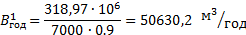 B¹год = 318,97 · 10⁶ / 7000 · 0.9 = 50630,2 м³/год